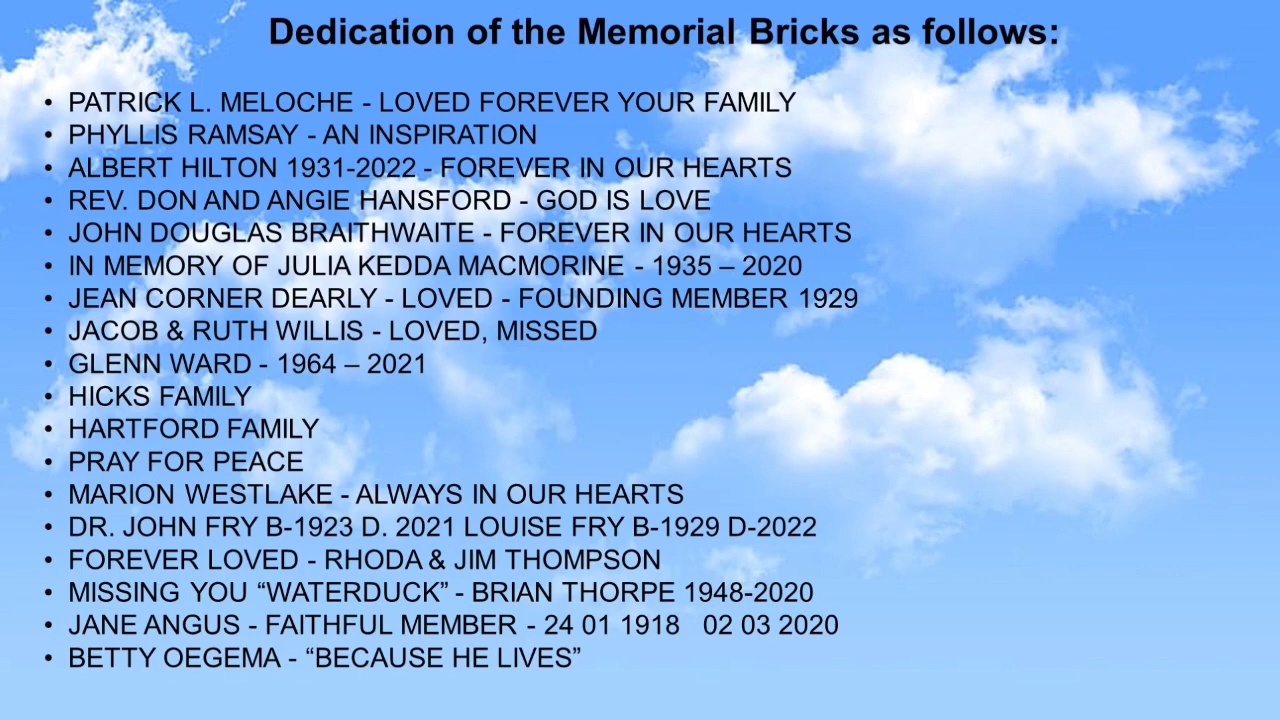 Dedication of the Memorial Bricks as follows:
• PATRICK L. MELOCHE - LOVED FOREVER YOUR FAMILY
• PHYLLIS RAMSAY - AN INSPIRATION
• ALBERT HILTON 1931-2022 - FOREVER IN OUR HEARTS
• REV. DON AND ANGIE HANSFORD - GOD IS LOVE
• JOHN DOUGLAS BRAITHWAITE - FOREVER IN OUR HEARTS
• IN MEMORY OF JULIA KEDDA MACMORINE - 1935 – 2020
• JEAN CORNER DEARLY - LOVED - FOUNDING MEMBER 1929
• JACOB & RUTH WILLIS - LOVED, MISSED
• GLENN WARD - 1964 – 2021
• HICKS FAMILY
• HARTFORD FAMILY
• PRAY FOR PEACE
• MARION WESTLAKE - ALWAYS IN OUR HEARTS
• DR. JOHN FRY B-1923 D. 2021 LOUISE FRY B-1929 D-2022
• FOREVER LOVED - RHODA & JIM THOMPSON
• MISSING YOU “WATERDUCK” - BRIAN THORPE 1948-2020
• JANE ANGUS - FAITHFUL MEMBER - 24 01 1918   02 03 2020
• BETTY OEGEMA - “BECAUSE HE LIVES”